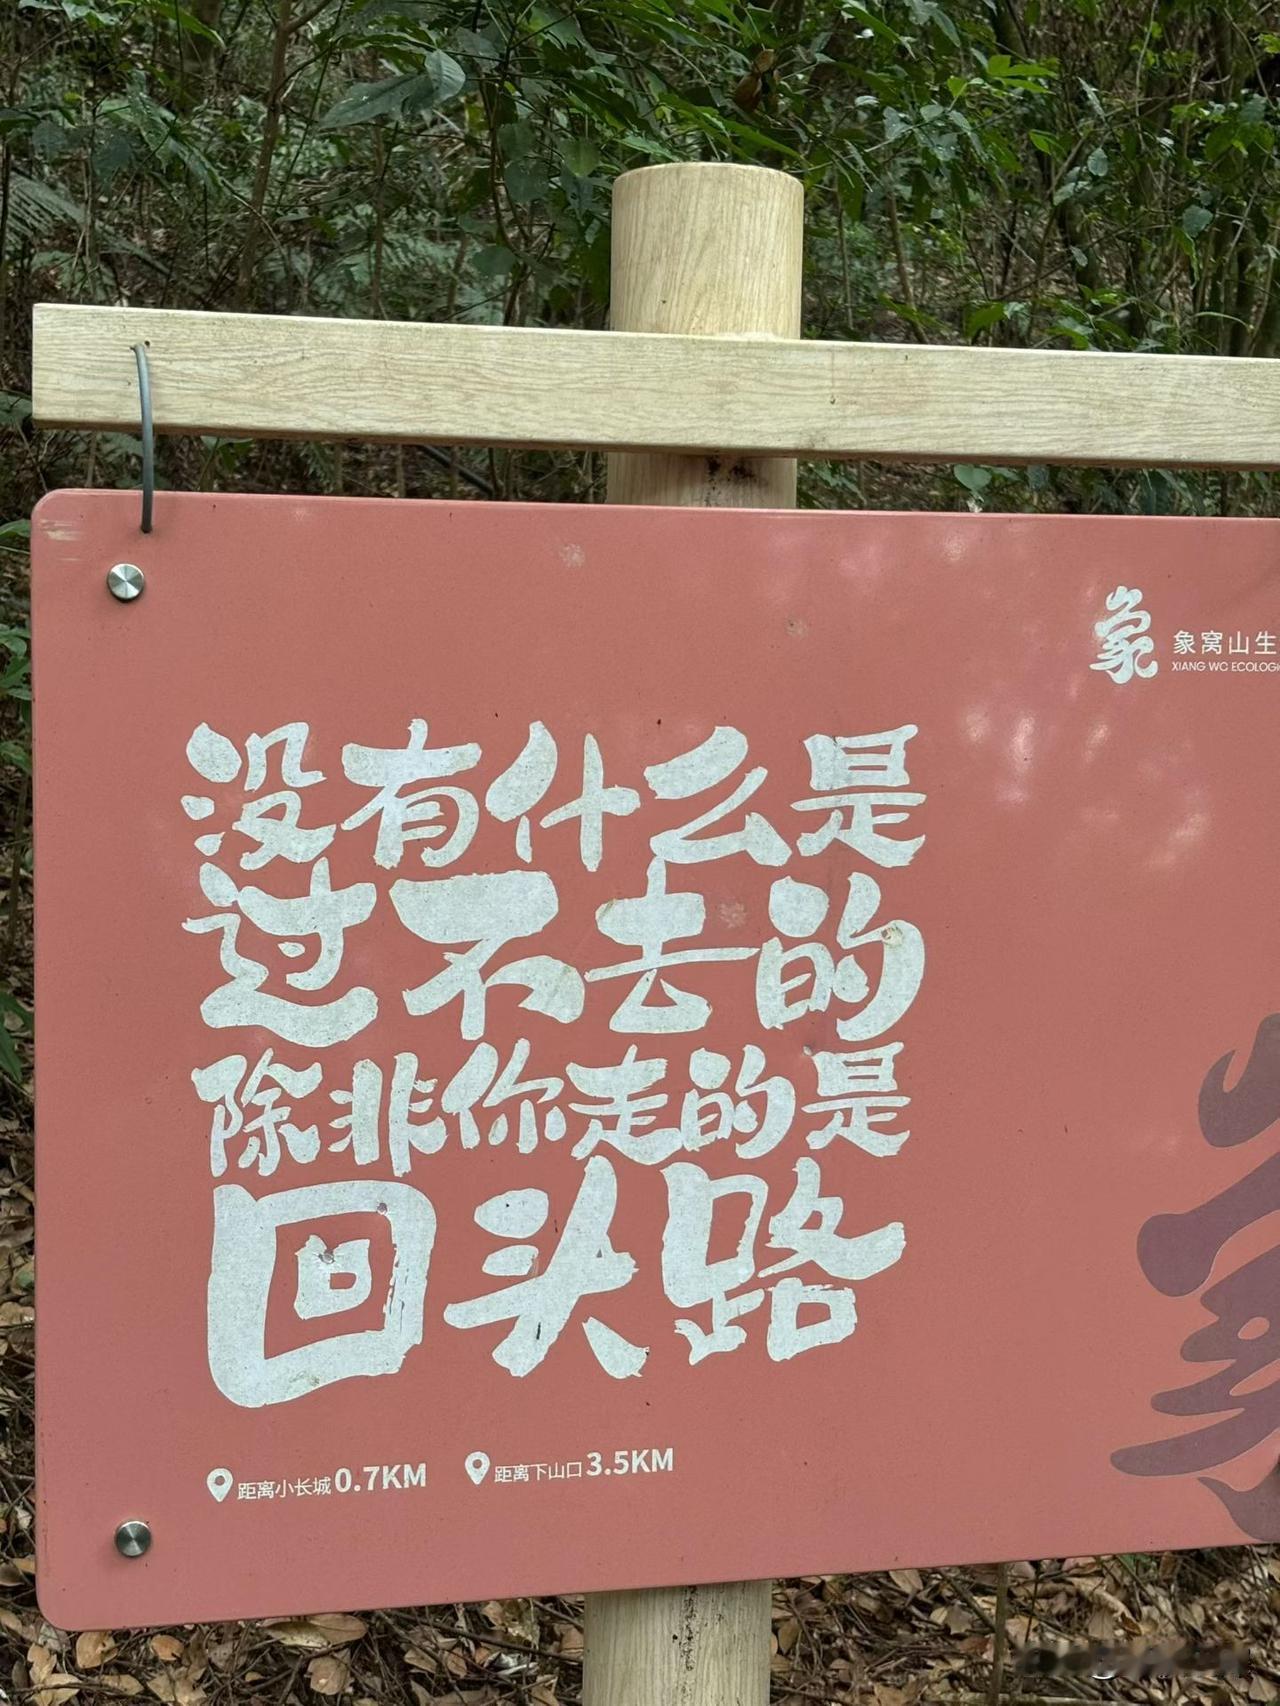 象
象窝山生
XIANG WO ECOLOGI
没有什么是
过不去的
除非你走的是
回头路
距离小长城0.7KM 距离下山口3.5KM